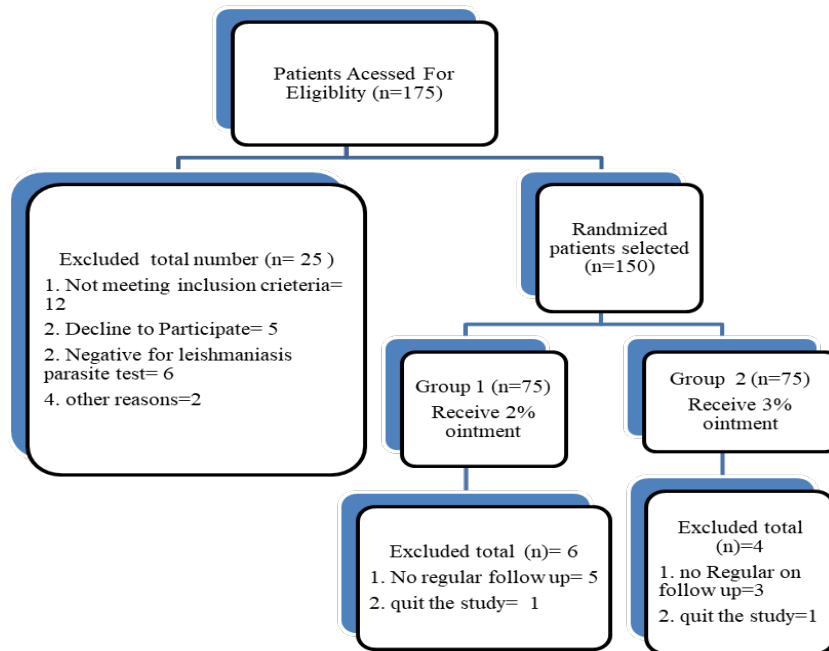 Patients Acessed For
Eligiblity (n=175)
Excluded  total number (n= 25 )
1. Not meeting inclusion crieteria=
12
2. Decline to Participate= 5
2. Negative for leishmaniasis
parasite test= 6
4. other reasons=2
Randmized
patients selected
(n=150)
Group 1 (n=75)
Receive 2%
ointment
Group  2 (n=75)
Receive 3%
ointment
Excluded total  (n)= 6
1. No regular follow up= 5
2. quit the study=  1
Excluded total
(n)=4
1. no Regular on
follow up=3
2. quit the study=1